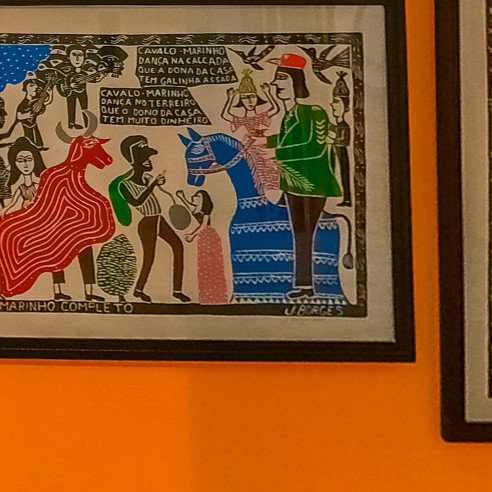 CAVALO-MARINHO
DANÇA NA CALÇADA
QUE A DONA DA CASA
TEM GALINHA ASSADA
CAVALO-MARINHO
DANÇA NO TERREIRO
QUE O DONO DA CASA
TEM MUITO DINHEIRO
MARINHO COMPLETO
J.BORGES